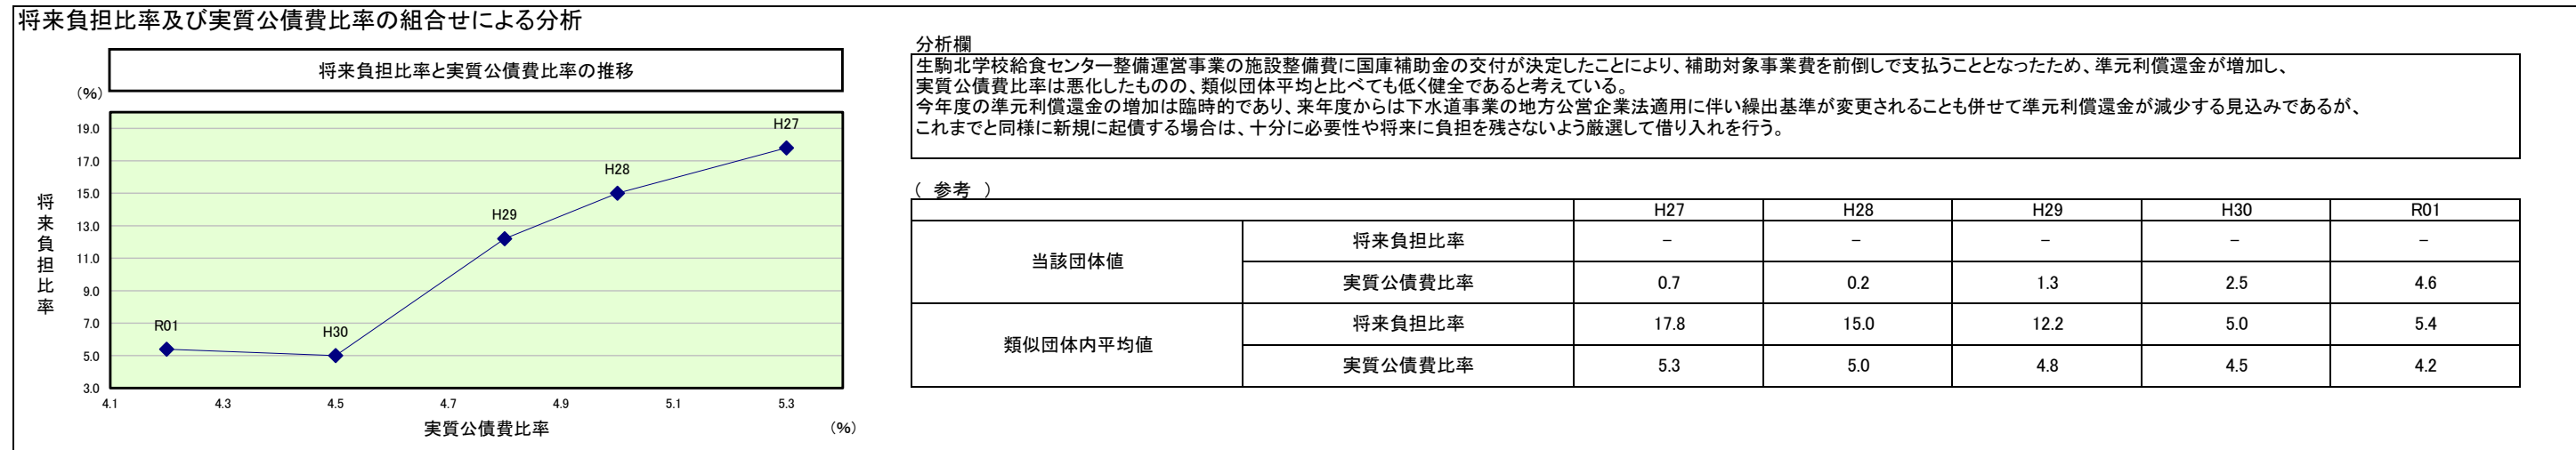 将来負担比率及び実質公債費比率の組合せによる分析
将来負担比率と実質公債費比率の推移
(%)
19.0
17.0
15.0
13.0
11.0
9.0
7.0
5.0
3.0
将来負担比率
H27
H28
H29
H30
R01
4.1 4.3 4.5 4.7 4.9 5.1 5.3
実質公債費比率
(%)
分析欄
生駒北学校給食センター整備運営事業の施設整備費に国庫補助金の交付が決定したことにより、補助対象事業費を前倒しで支払うこととなったため、準元利償還金が増加し、
実質公債費比率は悪化したものの、類似団体平均と比べても低く健全であると考えている。
今年度の準元利償還金の増加は臨時的であり、来年度からは下水道事業の地方公営企業法適用に伴い繰出基準が変更されることも併せて準元利償還金が減少する見込みであるが、
これまでと同様に新規に起債する場合は、十分に必要性や将来に負担を残さないよう厳選して借り入れを行う。
（ 参考 ）
H27 H28 H29 H30 R01
当該団体値
将来負担比率 － － － － －
実質公債費比率 0.7 0.2 1.3 2.5 4.6
類似団体内平均値
将来負担比率 17.8 15.0 12.2 5.0 5.4
実質公債費比率 5.3 5.0 4.8 4.5 4.2